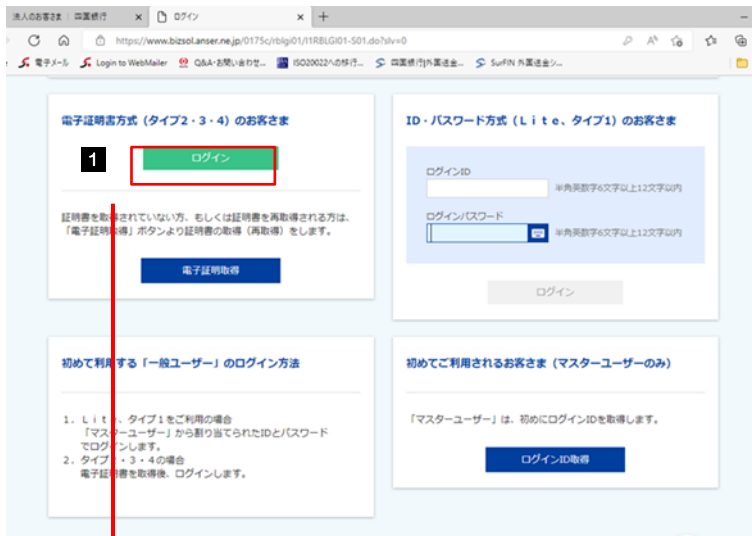 法人のお客さま | 四国銀行
ログイン
https://www.bizsol.anser.ne.jp/0175c/rblgi01/I1RBLGI01-S01.do?slv=0
電子メール
Login to WebMailer
Q&A-お問い合わせ...
ISO20022への移行...
四国銀行|外国送金...
SurFIN 外国送金シ...
電子証明書方式（タイプ2・3・4）のお客さま
1
ログイン
証明書を取得されていない方、もしくは証明書を再取得される方は、
「電子証明取得」ボタンより証明書の取得（再取得）をします。
電子証明取得
ID・パスワード方式（Ｌｉｔｅ、タイプ1）のお客さま
ログインID
半角英数字6文字以上12文字以内
ログインパスワード
半角英数字6文字以上12文字以内
ログイン
初めて利用する「一般ユーザー」のログイン方法
1. Ｌｉｔｅ、タイプ１をご利用の場合
「マスターユーザー」から割り当てられたIDとパスワード
でログインします。
2. タイプ２・３・４の場合
電子証明書を取得後、ログインします。
初めてご利用されるお客さま（マスターユーザーのみ）
「マスターユーザー」は、初めにログインIDを取得します。
ログインID取得